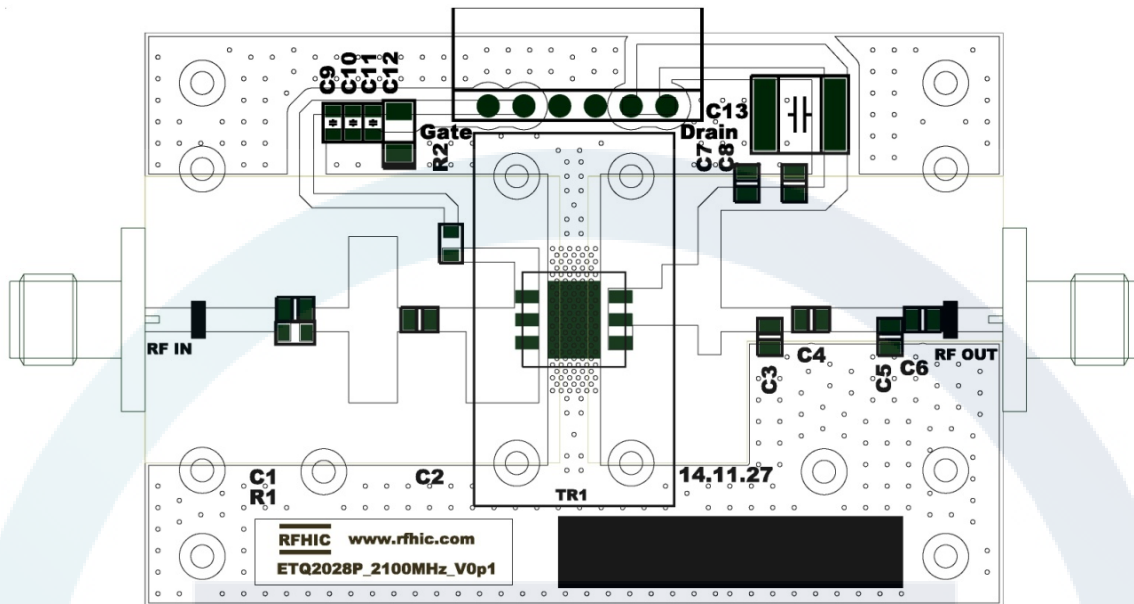 C9
C10
C11
C12
Gate
R2
Drain
C13
C7
C8
RF IN
RF OUT
C3
C4
C5
C6
C1
R1
C2
14.11.27
TR1
RFHIC www.rfhic.com
ETQ2028P_2100MHz_V0p1